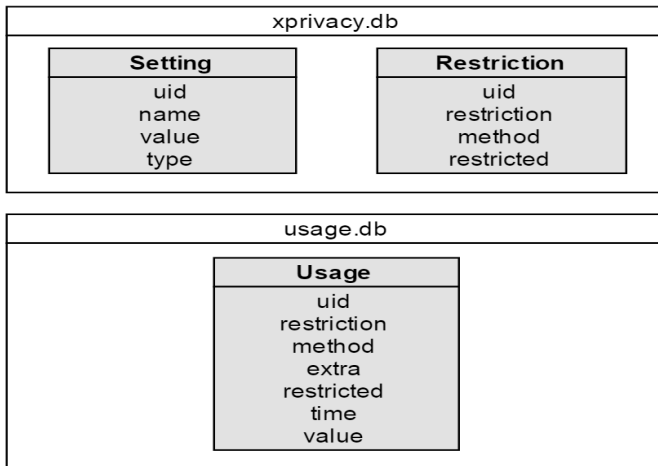 xprivacy.db
Setting
uid
name
value
type
Restriction
uid
restriction
method
restricted
usage.db
Usage
uid
restriction
method
extra
restricted
time
value